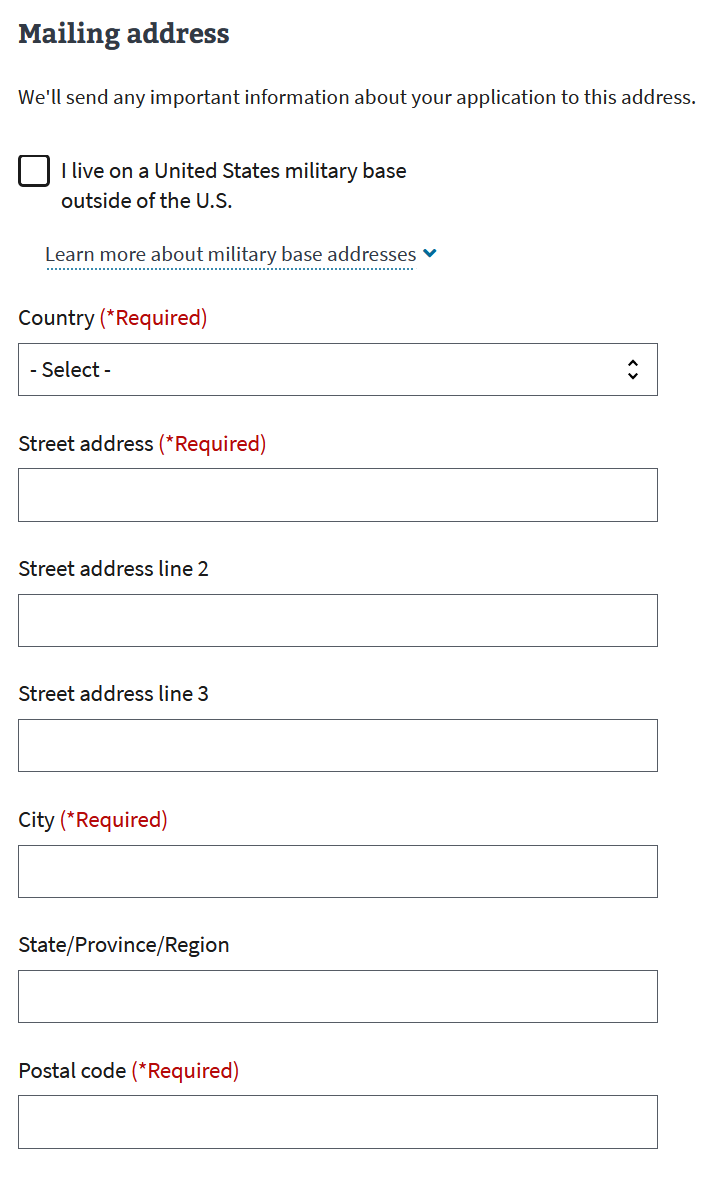 Mailing address
We'll send any important information about your application to this address.
I live on a United States military base
outside of the U.S.
Learn more about military base addresses
Country (*Required)
- Select -
Street address (*Required)
Street address line 2
Street address line 3
City (*Required)
State/Province/Region
Postal code (*Required)